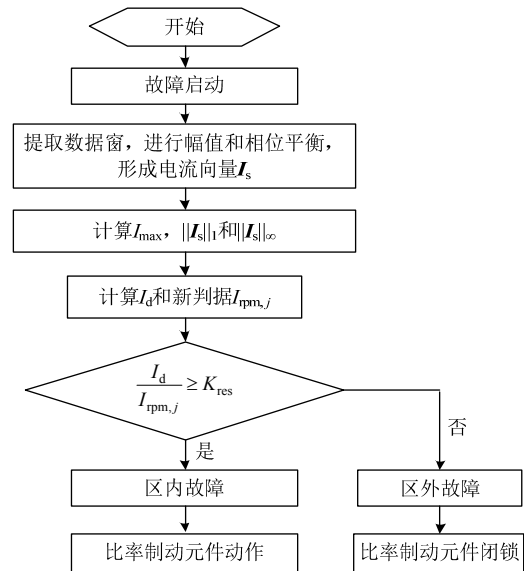 开始
故障启动
提取数据窗，进行幅值和相位平衡，
形成电流向量Is
计算Imax，||Is||1和||Is||∞
计算Id和新判据Irpm, j
Id / Irpm, j ≥ Kres
是
否
区内故障
区外故障
比率制动元件动作
比率制动元件闭锁